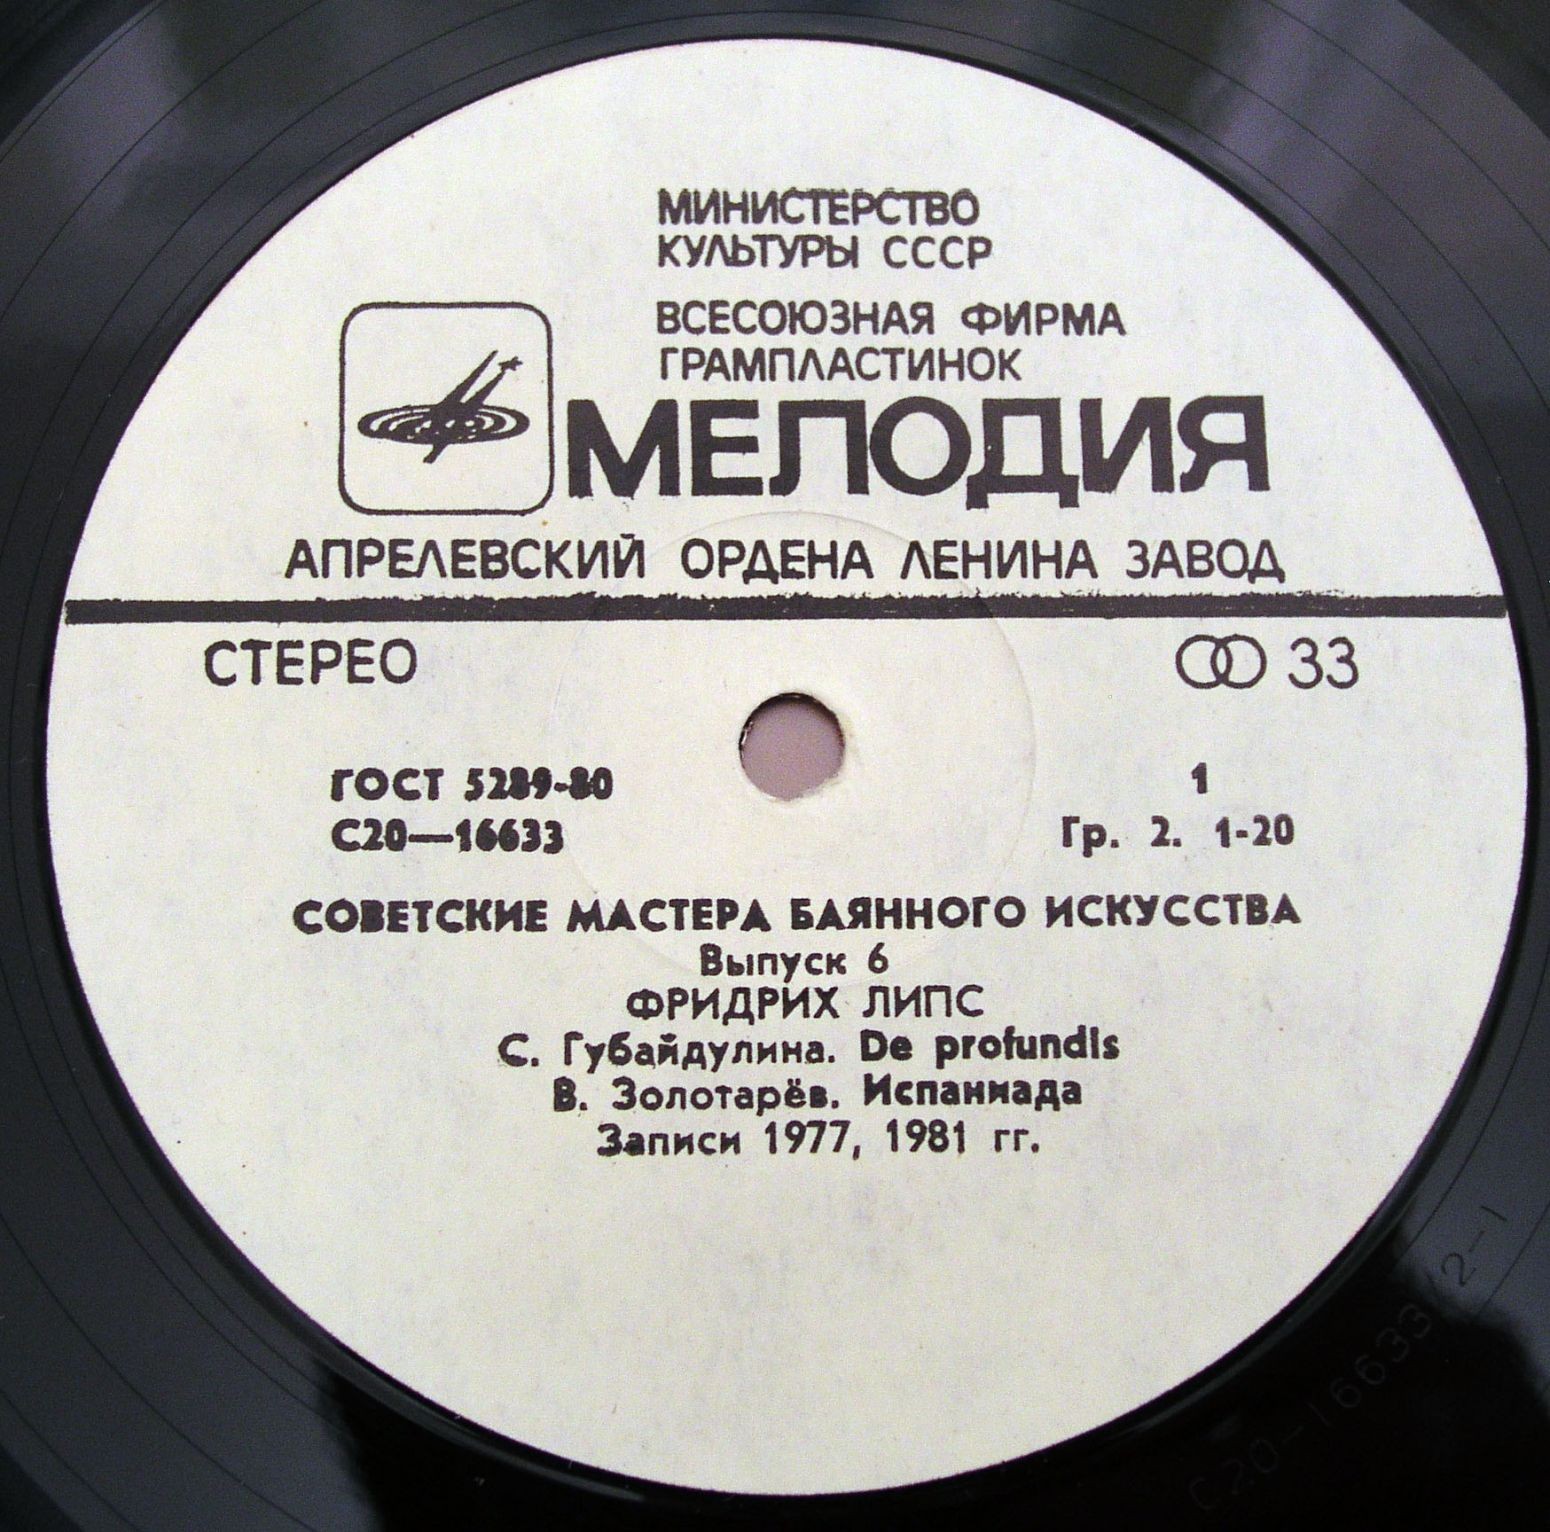 МИНИСТЕРСТВО
КУЛЬТУРЫ СССР
ВСЕСОЮЗНАЯ ФИРМА
ГРАМПЛАСТИНОК
МЕЛОДИЯ
АПРЕЛЕВСКИЙ ОРДЕНА ЛЕНИНА ЗАВОД
СТЕРЕО 33
ГОСТ 5289-80 1
С20—16633 Гр. 2. 1-20
СОВЕТСКИЕ МАСТЕРА БАЯННОГО ИСКУССТВА
Выпуск 6
ФРИДРИХ ЛИПС
С. Губайдулина. De profundis
В. Золотарёв. Испаниада
Записи 1977, 1981 гг.
С20-16633/2-1